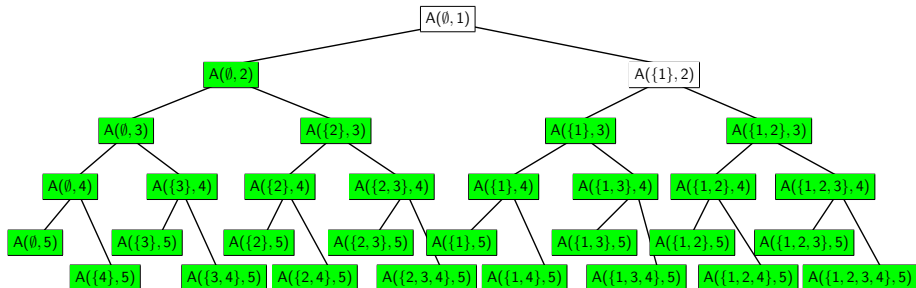 A(∅, 1)
A(∅, 2) A({1}, 2)
A(∅, 3) A({2}, 3) A({1}, 3) A({1, 2}, 3)
A(∅, 4) A({3}, 4) A({2}, 4) A({2, 3}, 4) A({1}, 4) A({1, 3}, 4) A({1, 2}, 4) A({1, 2, 3}, 4)
A(∅, 5) A({3}, 5) A({2}, 5) A({2, 3}, 5) A({1}, 5) A({1, 3}, 5) A({1, 2}, 5) A({1, 2, 3}, 5)
A({4}, 5) A({3, 4}, 5) A({2, 4}, 5) A({2, 3, 4}, 5) A({1, 4}, 5) A({1, 3, 4}, 5) A({1, 2, 4}, 5) A({1, 2, 3, 4}, 5)